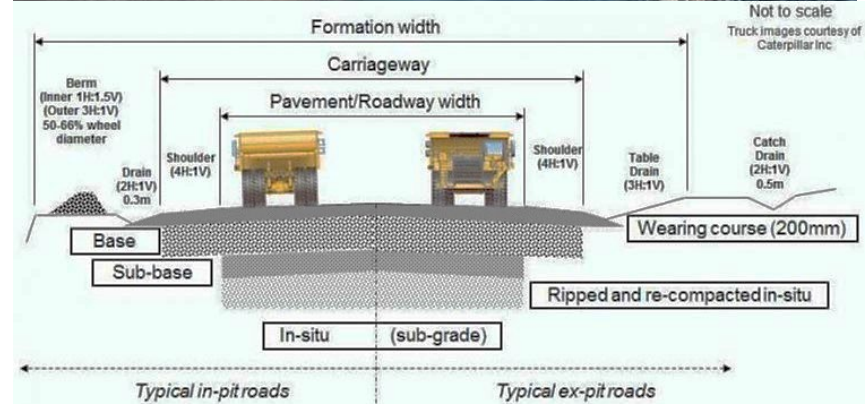 Not to scale
Truck images courtesy of
Caterpillar Inc
Formation width
Carriageway
Pavement/Roadway width
Berm
(Inner 1H:1.5V)
(Outer 3H:1V)
50-66% wheel
diameter
Drain
(2H:1V)
0.3m
Shoulder
(4H:1V)
Shoulder
(4H:1V)
Table
Drain
(3H:1V)
Catch
Drain
(2H:1V)
0.5m
Wearing course (200mm)
Base
Sub-base
Ripped and re-compacted in-situ
In-situ (sub-grade)
Typical in-pit roads
Typical ex-pit roads